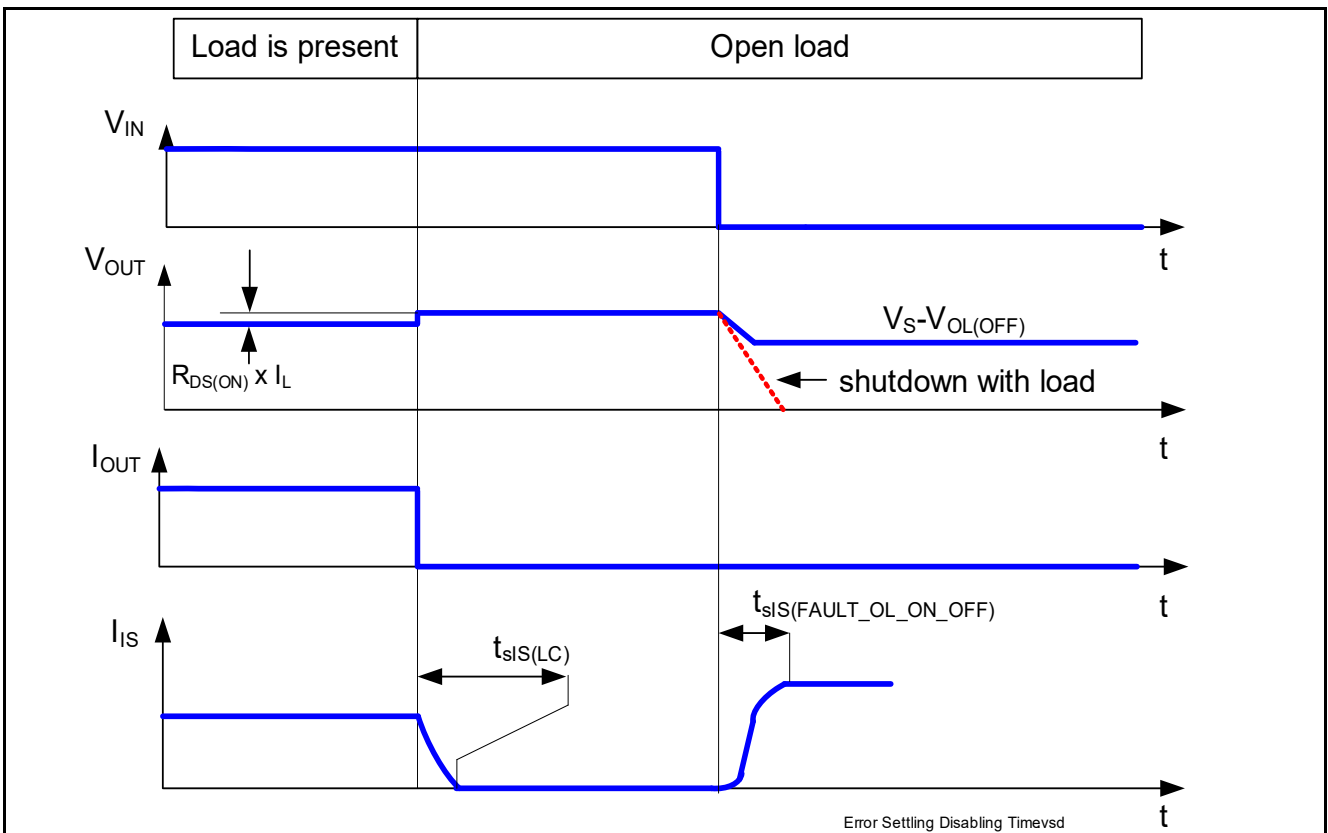 Load is present
Open load
VIN
t
VOUT
VS-VOL(OFF)
RDS(ON) x IL
shutdown with load
t
IOUT
t
tsIS(FAULT_OL_ON_OFF)
IIS
tsIS(LC)
t
Error Settling Disabling Timevsd